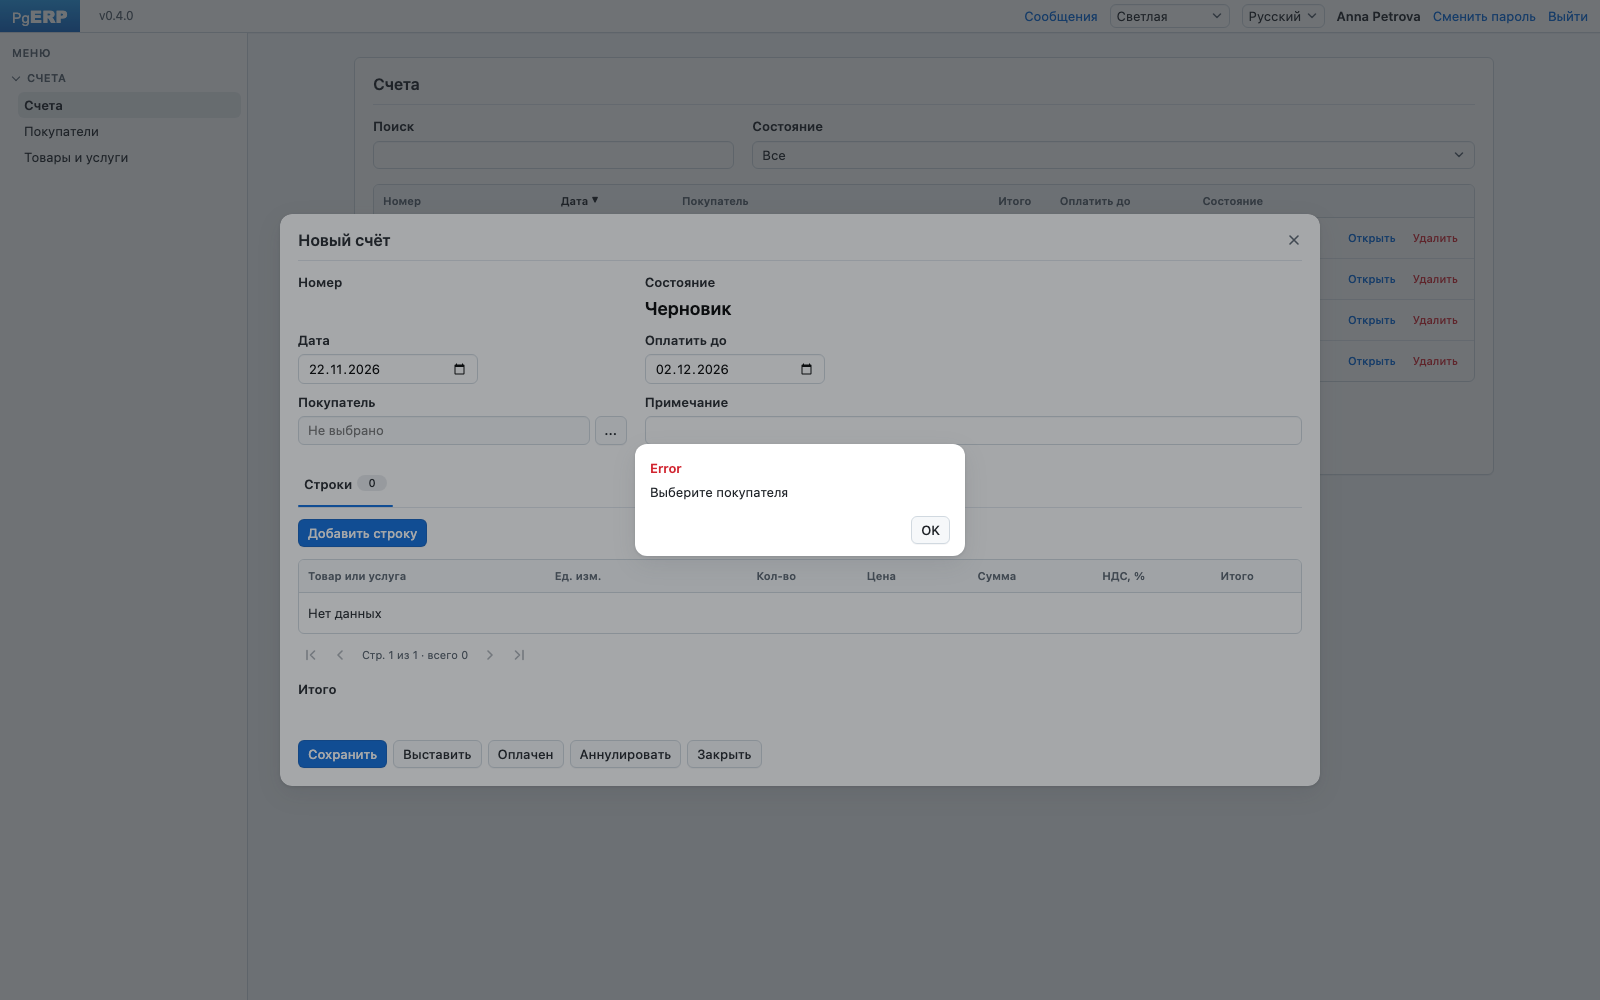 PgERP v0.4.0 Сообщения Светлая Русский Anna Petrova Сменить пароль Выйти
МЕНЮ
СЧЕТА
Счета
Покупатели
Товары и услуги
Счета
Поиск Состояние
Все
Номер Дата ▼ Покупатель Итого Оплатить до Состояние
Открыть Удалить
Открыть Удалить
Открыть Удалить
Открыть Удалить
Новый счёт
Номер Состояние
Черновик
Дата Оплатить до
22.11.2026 02.12.2026
Покупатель Примечание
Не выбрано ...
Error
Выберите покупателя
OK
Строки 0
Добавить строку
Товар или услуга Ед. изм. Кол-во Цена Сумма НДС, % Итого
Нет данных
Стр. 1 из 1 · всего 0
Итого
Сохранить Выставить Оплачен Аннулировать Закрыть